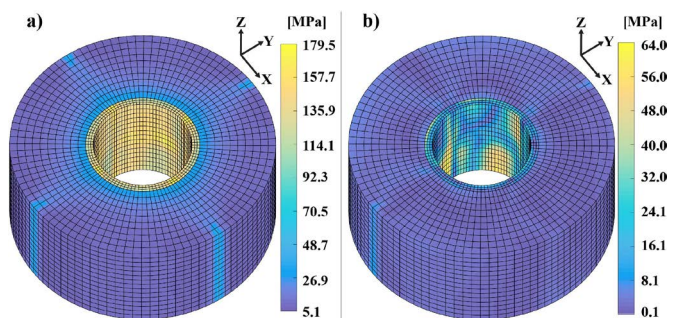 a)
Z
Y
X
[MPa]
179.5
157.7
135.9
114.1
92.3
70.5
48.7
26.9
5.1
b)
Z
Y
X
[MPa]
64.0
56.0
48.0
40.0
32.0
24.1
16.1
8.1
0.1